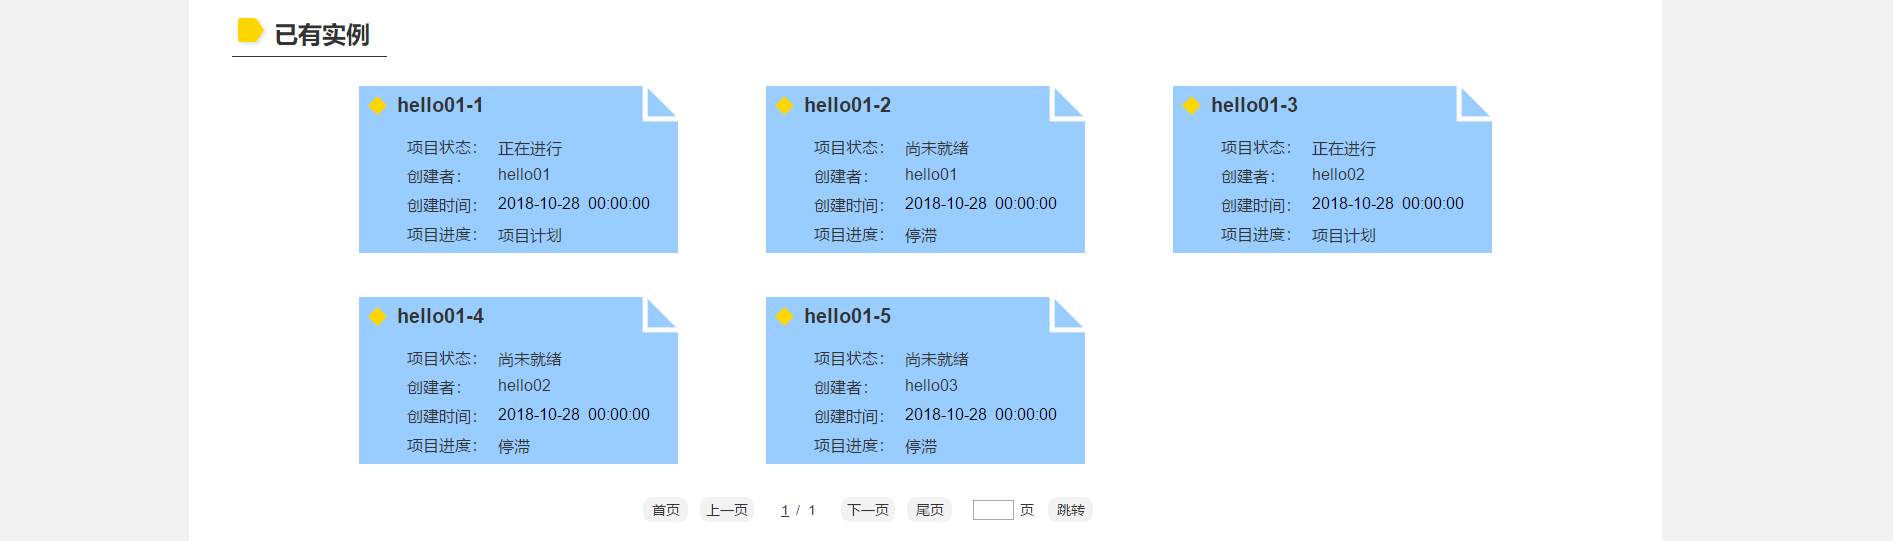 已有实例
hello01-1
项目状态： 正在进行
创建者： hello01
创建时间： 2018-10-28 00:00:00
项目进度： 项目计划
hello01-2
项目状态： 尚未就绪
创建者： hello01
创建时间： 2018-10-28 00:00:00
项目进度： 停滞
hello01-3
项目状态： 正在进行
创建者： hello02
创建时间： 2018-10-28 00:00:00
项目进度： 项目计划
hello01-4
项目状态： 尚未就绪
创建者： hello02
创建时间： 2018-10-28 00:00:00
项目进度： 停滞
hello01-5
项目状态： 尚未就绪
创建者： hello03
创建时间： 2018-10-28 00:00:00
项目进度： 停滞
首页 上一页 1 / 1 下一页 尾页 页 跳转